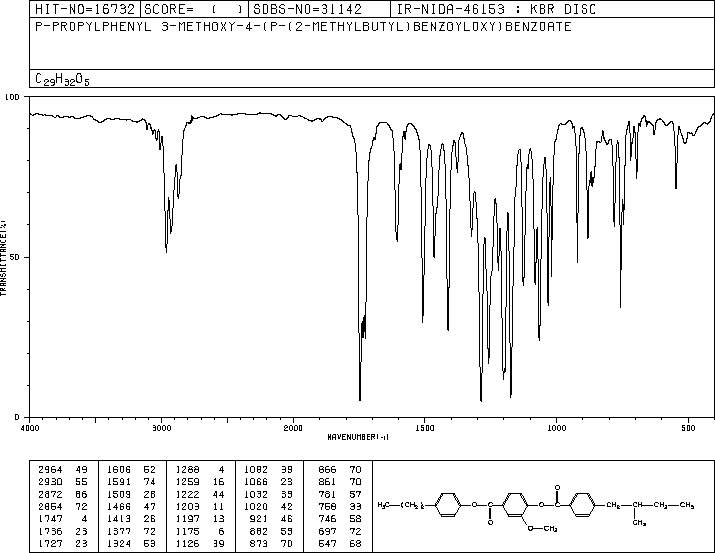 HIT-NO=16732 SCORE= ( ) SDBS-NO=31142 IR-NIDA-46153 : KBR DISC
P-PROPYLPHENYL 3-METHOXY-4-(P-(2-METHYLBUTYL)BENZOYLOXY)BENZOATE
C29H32O5
100
50
0
TRANSMITTANCE(%)
4000 3000 2000 1500 1000 500
WAVENUMBER(-1)
2964 49 1606 52 1288 4 1082 39 866 70
2930 55 1591 74 1259 16 1066 23 861 70
2872 66 1509 28 1222 44 1032 39 781 57
2854 72 1466 47 1203 11 1020 42 758 33
1747 4 1413 26 1197 13 921 46 746 58
1736 23 1377 72 1175 6 882 53 697 72
1727 23 1324 53 1126 39 873 70 547 68
H3C-(CH2)2 O-C O C-O O CH2-CH-CH2-CH3
OCH3
CH3